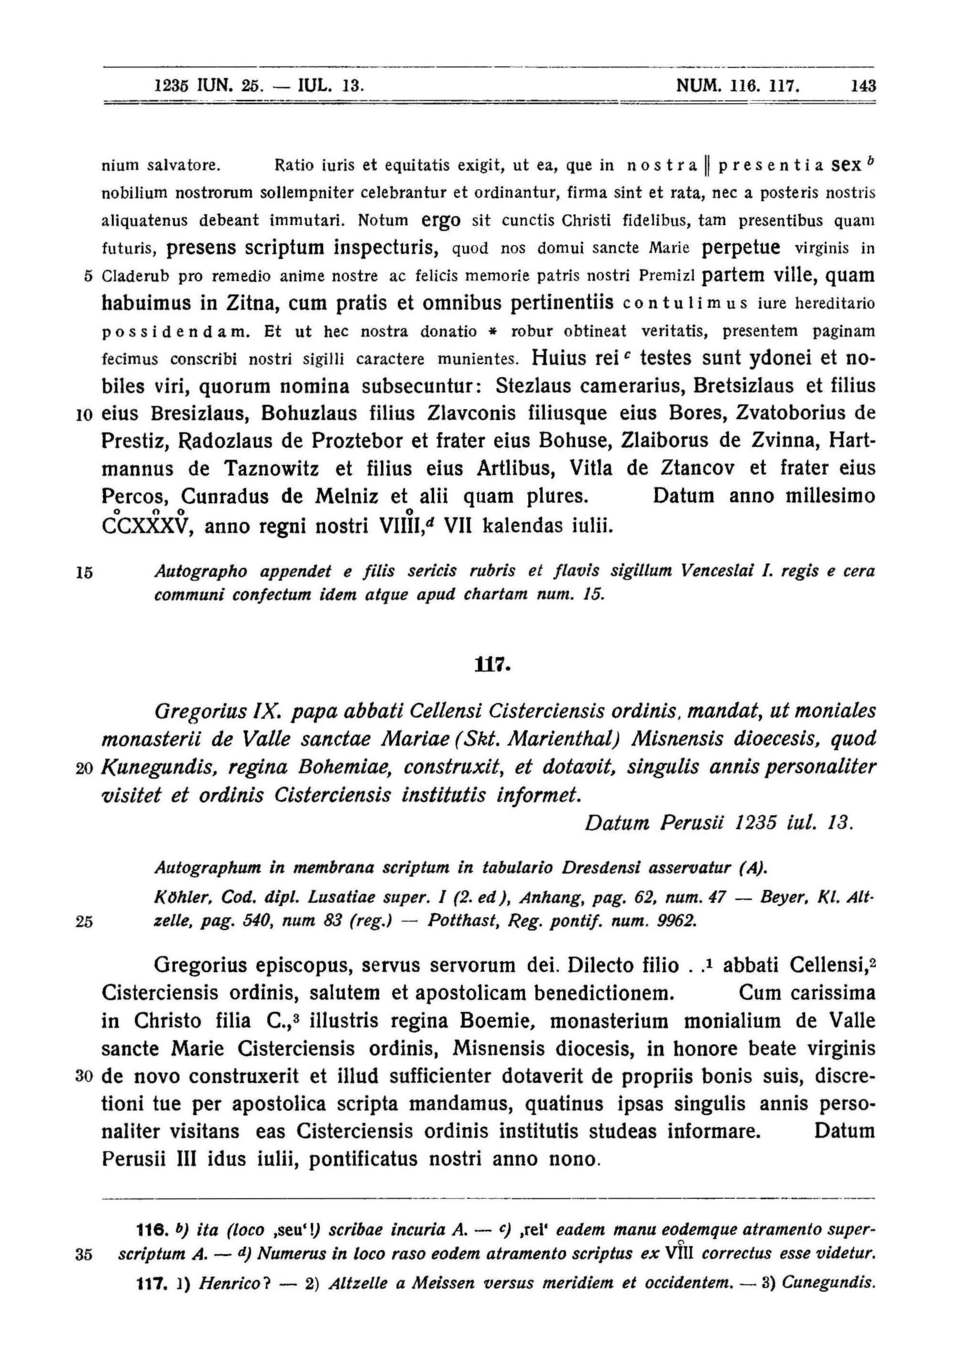 1235 IUN. 25. — IUL. 13. NUM. 116. 117. 143
nium salvatore. Ratio iuris et equitatis exigit, ut ea, que in nostra ‖ presentia sex b
nobilium nostrorum sollempniter celebrantur et ordinantur, firma sint et rata, nec a posteris nostris
aliquatenus debeant immutari. Notum ergo sit cunctis Christi fidelibus, tam presentibus quam
futuris, presens scriptum inspecturis, quod nos domui sancte Marie perpetue virginis in
5 Claderub pro remedio anime nostre ac felicis memorie patris nostri Premizl partem ville, quam
habuimus in Zitna, cum pratis et omnibus pertinentiis contulimus iure hereditario
possidendam. Et ut hec nostra donatio * robur obtineat veritatis, presentem paginam
fecimus conscribi nostri sigilli caractere munientes. Huius rei c testes sunt ydonei et no-
biles viri, quorum nomina subsecuntur: Stezlaus camerarius, Bretsizlaus et filius
10 eius Bresizlaus, Bohuzlaus filius Zlavconis filiusque eius Bores, Zvatoborius de
Prestiz, Radozlaus de Proztebor et frater eius Bohuse, Zlaiborus de Zvinna, Hart-
mannus de Taznowitz et filius eius Artlibus, Vitla de Ztancov et frater eius
Percos, Cunradus de Melniz et alii quam plures. Datum anno millesimo
CCXXXV, anno regni nostri VIIII,d VII kalendas iulii.
15 Autographo appendet e filis sericis rubris et flavis sigillum Venceslai I. regis e cera
communi confectum idem atque apud chartam num. 15.
117.
Gregorius IX. papa abbati Cellensi Cisterciensis ordinis, mandat, ut moniales
monasterii de Valle sanctae Mariae (Skt. Marienthal) Misnensis dioecesis, quod
20 Kunegundis, regina Bohemiae, construxit, et dotavit, singulis annis personaliter
visitet et ordinis Cisterciensis institutis informet.
Datum Perusii 1235 iul. 13.
Autographum in membrana scriptum in tabulario Dresdensi asservatur (A).
Köhler, Cod. dipl. Lusatiae super. I (2. ed), Anhang, pag. 62, num. 47 — Beyer, Kl. Alt-
25 zelle, pag. 540, num 83 (reg.) — Potthast, Reg. pontif. num. 9962.
Gregorius episcopus, servus servorum dei. Dilecto filio . .1 abbati Cellensi,2
Cisterciensis ordinis, salutem et apostolicam benedictionem. Cum carissima
in Christo filia C.,3 illustris regina Boemie, monasterium monialium de Valle
sancte Marie Cisterciensis ordinis, Misnensis diocesis, in honore beate virginis
30 de novo construxerit et illud sufficienter dotaverit de propriis bonis suis, discre-
tioni tue per apostolica scripta mandamus, quatinus ipsas singulis annis perso-
naliter visitans eas Cisterciensis ordinis institutis studeas informare. Datum
Perusii III idus iulii, pontificatus nostri anno nono.
116. b) ita (loco ‚seu‘!) scribae incuria A. — c) ‚rei‘ eadem manu eodemque atramento super-
35 scriptum A. — d) Numerus in loco raso eodem atramento scriptus ex VIII correctus esse videtur.
117. 1) Henrico? — 2) Altzelle a Meissen versus meridiem et occidentem. — 3) Cunegundis.